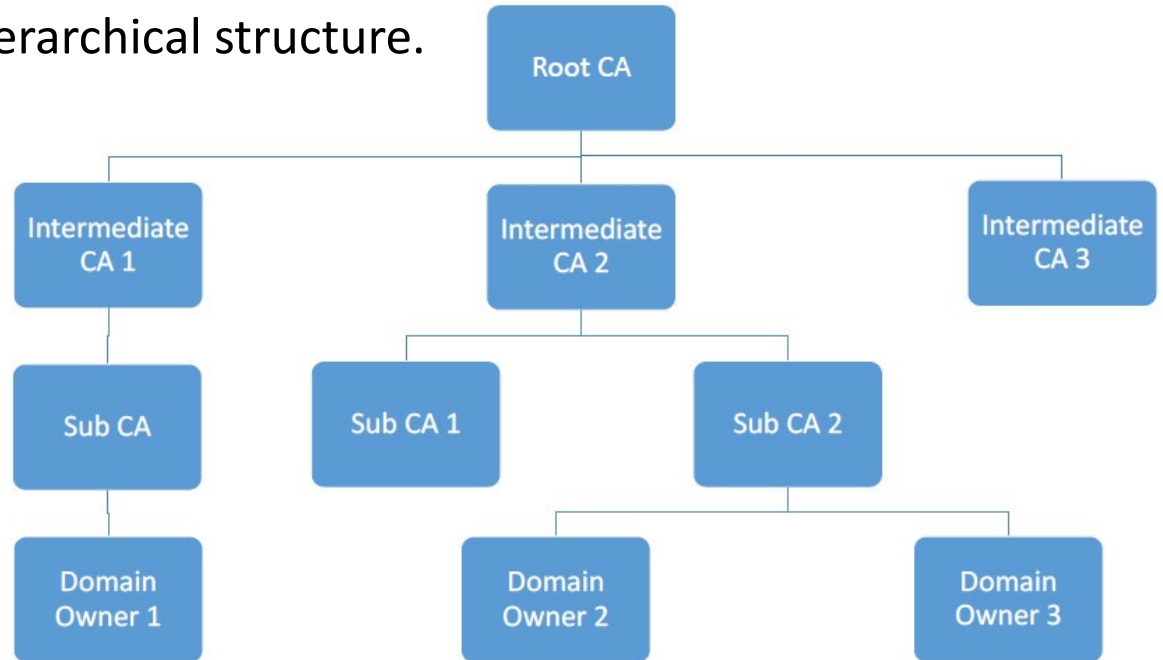 erarchical structure.
Root CA
Intermediate
CA 1
Intermediate
CA 2
Intermediate
CA 3
Sub CA
Sub CA 1
Sub CA 2
Domain
Owner 1
Domain
Owner 2
Domain
Owner 3